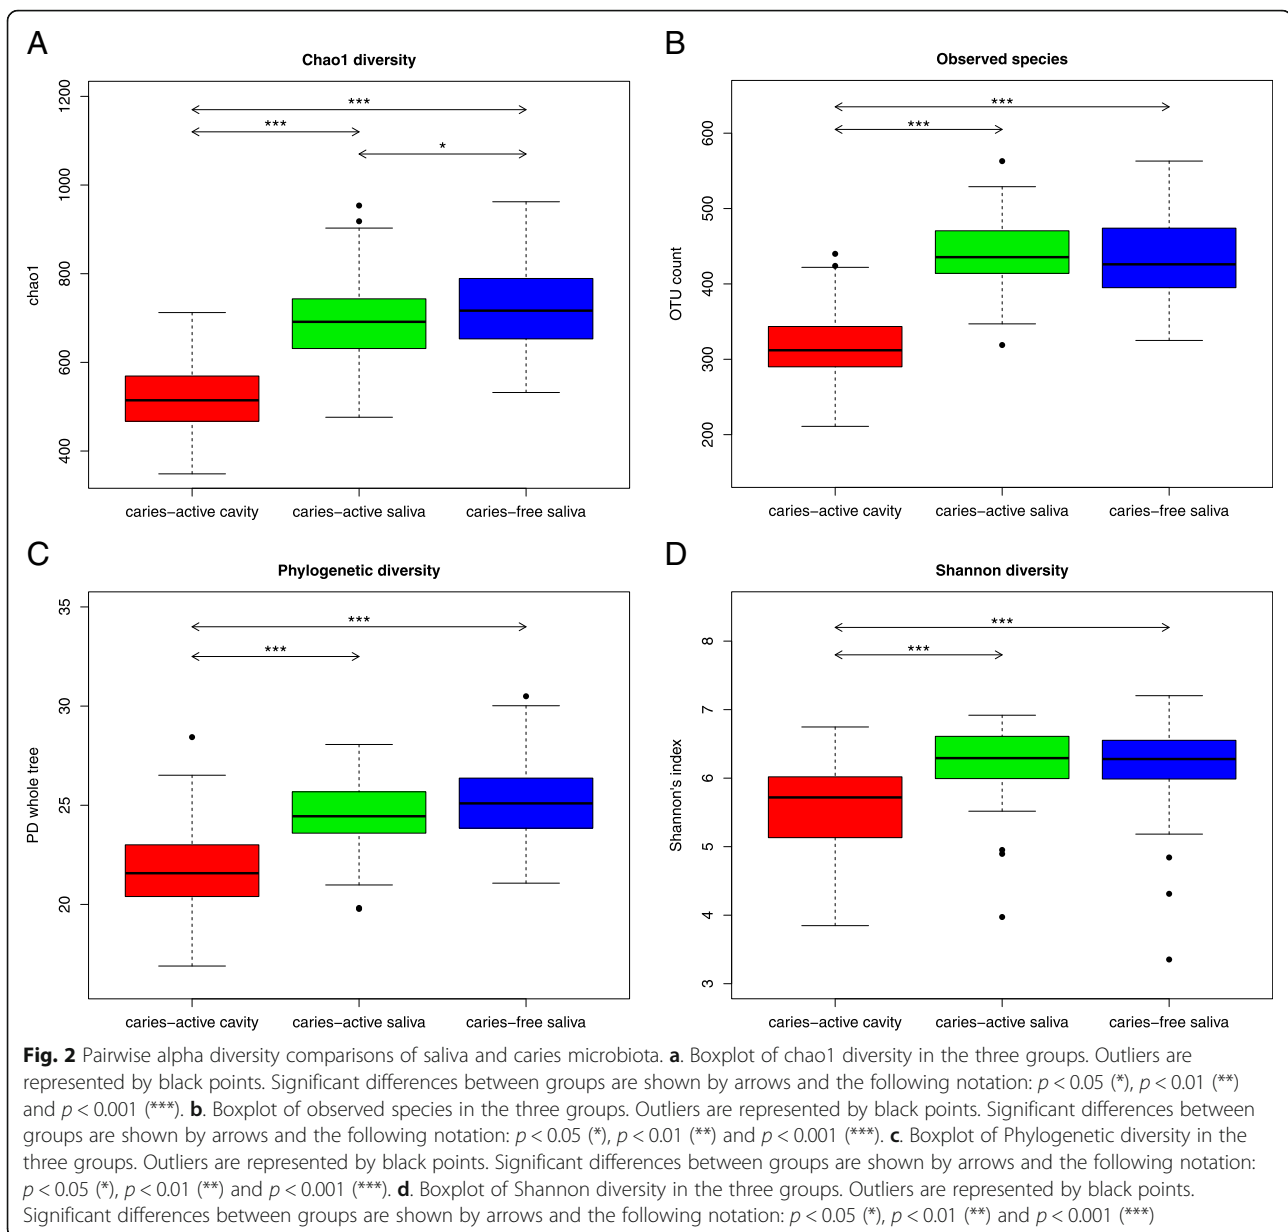 A
Chao1 diversity
chao1
1200
1000
800
600
400
***
***
*
caries−active cavity
caries−active saliva
caries−free saliva
B
Observed species
OTU count
600
500
400
300
200
***
***
caries−active cavity
caries−active saliva
caries−free saliva
C
Phylogenetic diversity
PD whole tree
35
30
25
20
***
***
caries−active cavity
caries−active saliva
caries−free saliva
D
Shannon diversity
Shannon's index
8
7
6
5
4
3
***
***
caries−active cavity
caries−active saliva
caries−free saliva
Fig. 2 Pairwise alpha diversity comparisons of saliva and caries microbiota. a. Boxplot of chao1 diversity in the three groups. Outliers are
represented by black points. Significant differences between groups are shown by arrows and the following notation: p < 0.05 (*), p < 0.01 (**)
and p < 0.001 (***). b. Boxplot of observed species in the three groups. Outliers are represented by black points. Significant differences between
groups are shown by arrows and the following notation: p < 0.05 (*), p < 0.01 (**) and p < 0.001 (***). c. Boxplot of Phylogenetic diversity in the
three groups. Outliers are represented by black points. Significant differences between groups are shown by arrows and the following notation:
p < 0.05 (*), p < 0.01 (**) and p < 0.001 (***). d. Boxplot of Shannon diversity in the three groups. Outliers are represented by black points.
Significant differences between groups are shown by arrows and the following notation: p < 0.05 (*), p < 0.01 (**) and p < 0.001 (***)